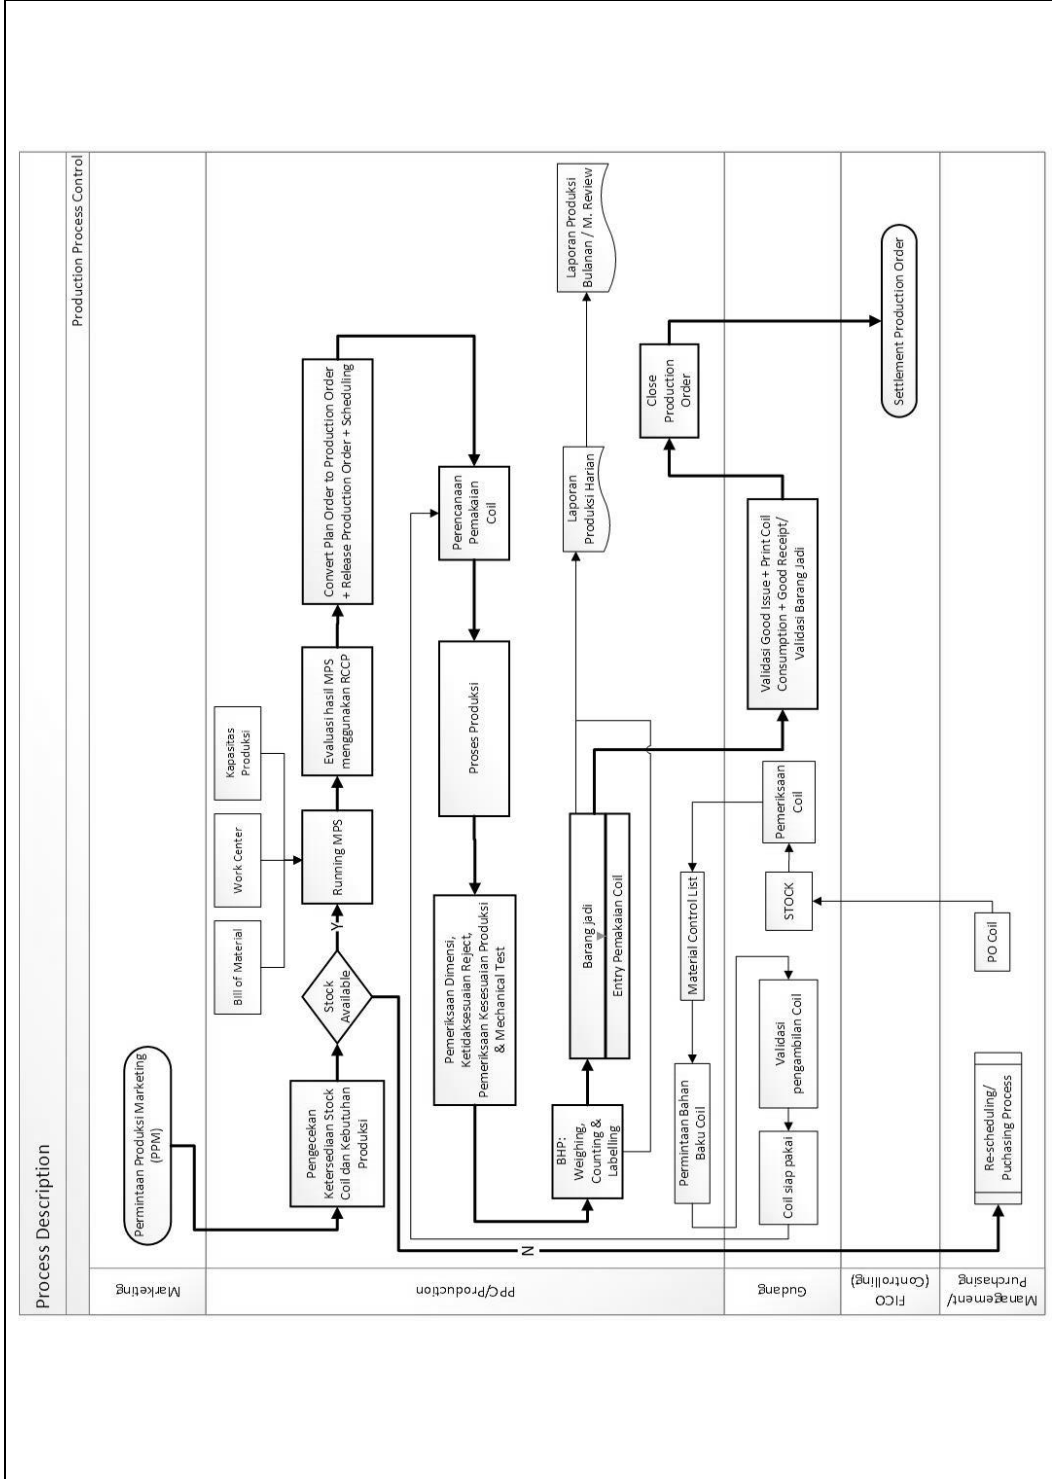 Process Description
Production Process Control
Marketing
Permintaan Produksi Marketing
(PPM)
PPC/Production
Pengecekan
Ketersediaan Stock
Coil dan Kebutuhan
Produksi
Stock
Available
Y
N
Bill of Material
Work Center
Kapasitas
Produksi
Running MPS
Evaluasi hasil MPS
menggunakan RCCP
Convert Plan Order to Production Order
+ Release Production Order + Scheduling
Perencanaan
Pemakaian
Coil
Proses Produksi
Pemeriksaan Dimensi,
Ketidaksesuaian Reject,
Pemeriksaan Kesesuaian Produksi
& Mechanical Test
BHP:
Weighing,
Counting &
Labelling
Barang jadi
Entry Pemakaian Coil
Laporan
Produksi Harian
Laporan Produksi
Bulanan / M. Review
Permintaan Bahan
Baku Coil
Material Control List
Close
Production
Order
Gudang
Coil siap pakai
Validasi
pengambilan Coil
STOCK
Pemeriksaan
Coil
Validasi Good Issue + Print Coil
Consumption + Good Receipt/
Validasi Barang Jadi
FICO
(Controlling)
Settlement Production Order
Management/
Purchasing
Re-scheduling/
Puchasing Process
PO Coil